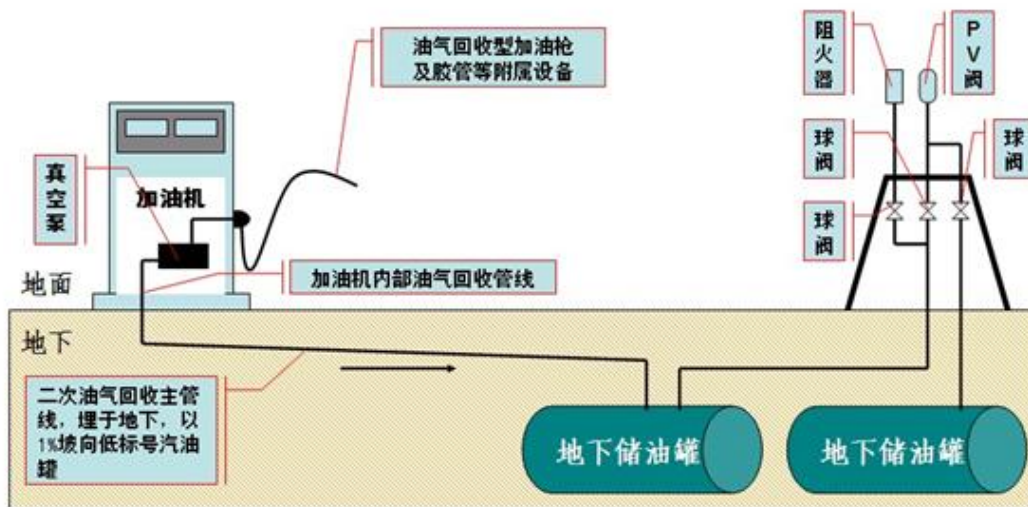 油气回收型加油枪
及胶管等附属设备
阻火器
PV阀
真空泵
加油机
球阀
球阀
球阀
地面
加油机内部油气回收管线
地下
二次油气回收主管
线，埋于地下，以
1%坡向低标号汽油
罐
地下储油罐
地下储油罐